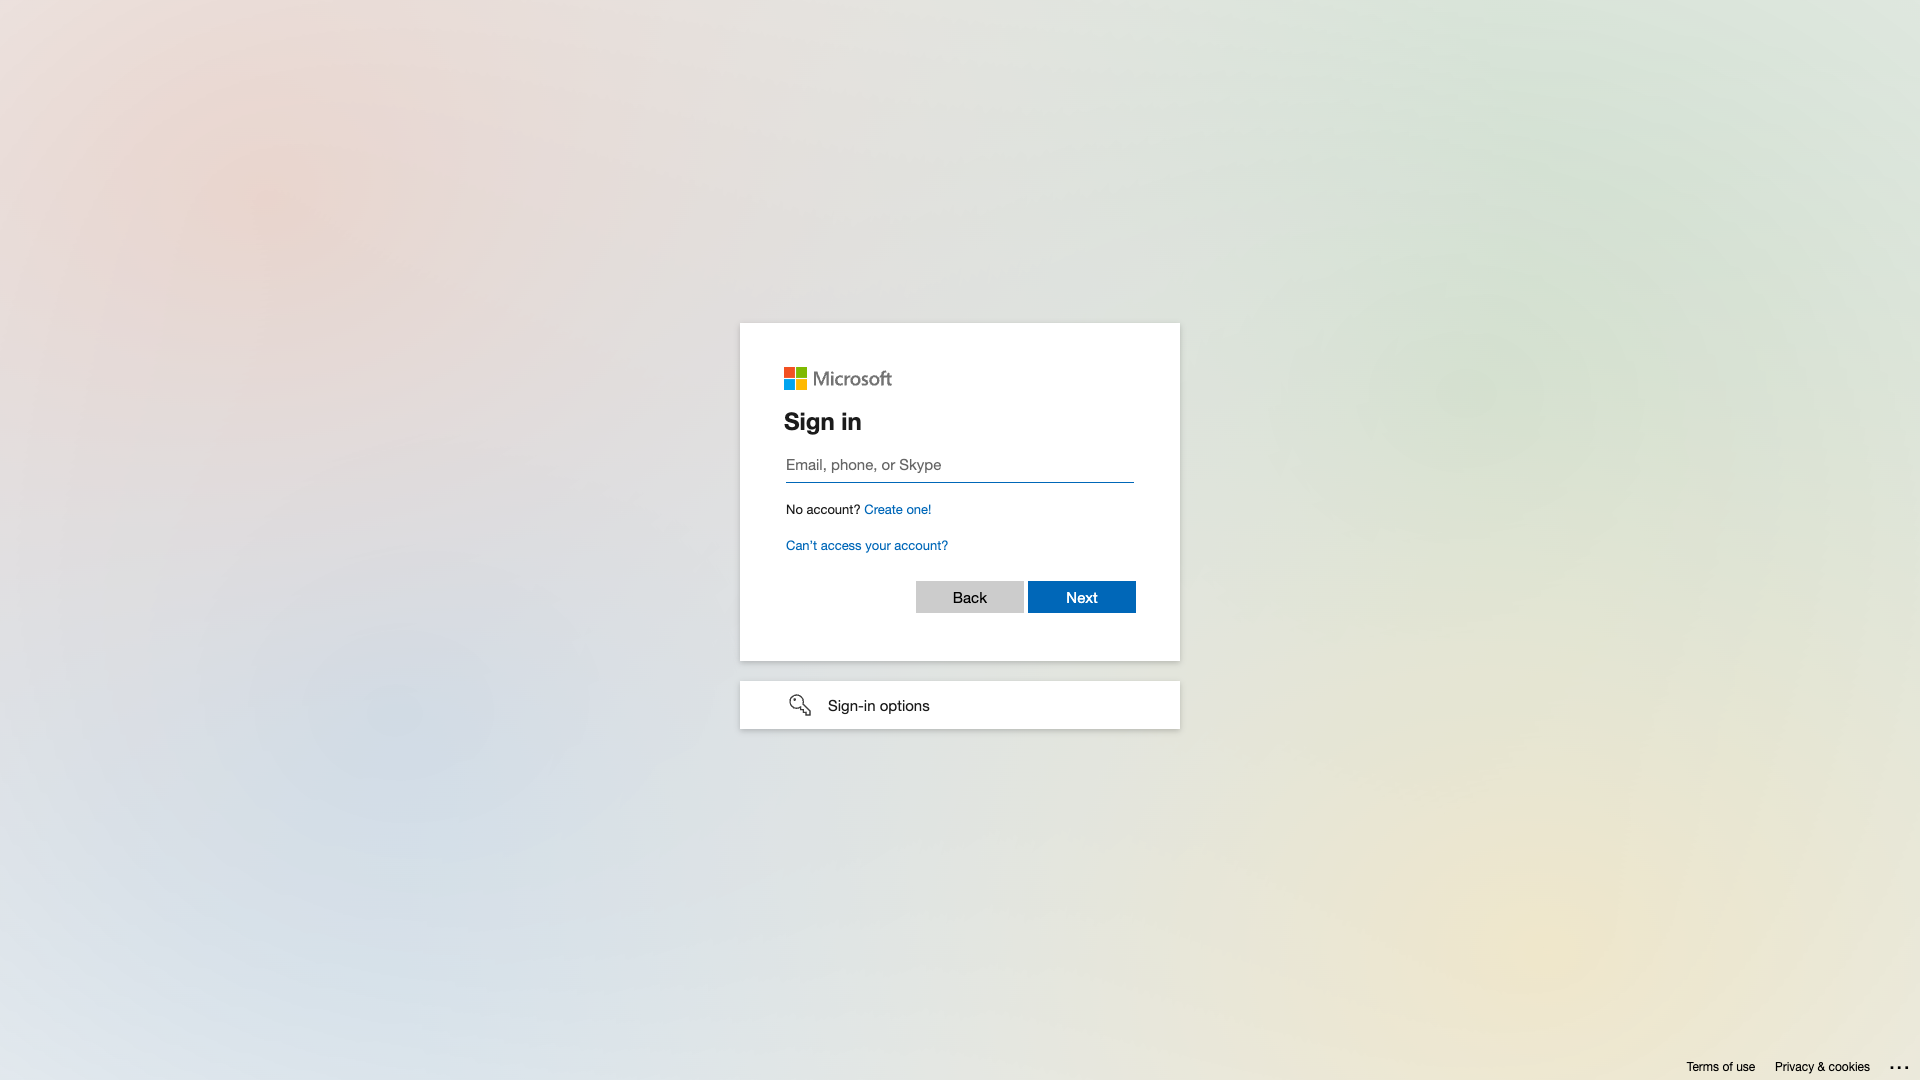 Microsoft
Sign in
Email, phone, or Skype
No account? Create one!
Can't access your account?
Back
Next
Sign-in options
Terms of use
Privacy & cookies
...